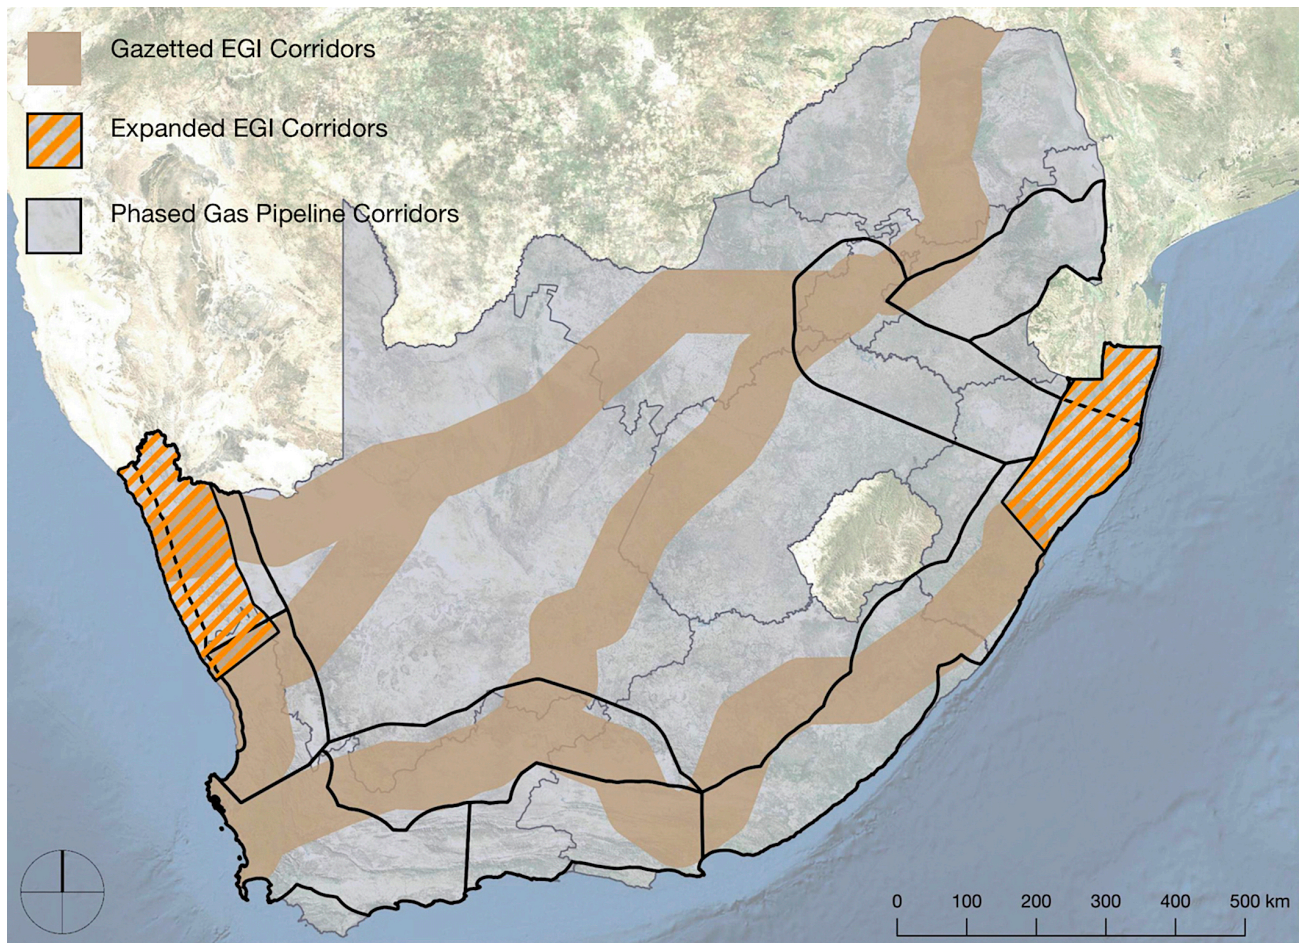 Gazetted EGI Corridors
Expanded EGI Corridors
Phased Gas Pipeline Corridors
0 100 200 300 400 500 km